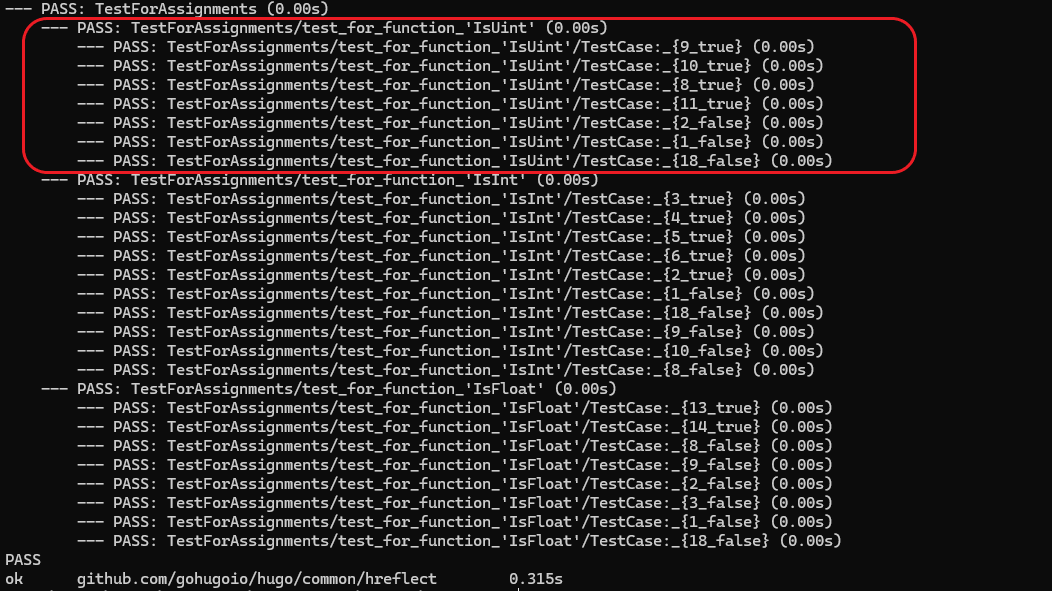 --- PASS: TestForAssignments (0.00s)
    --- PASS: TestForAssignments/test_for_function_'IsUint' (0.00s)
        --- PASS: TestForAssignments/test_for_function_'IsUint'/TestCase:_{9_true} (0.00s)
        --- PASS: TestForAssignments/test_for_function_'IsUint'/TestCase:_{10_true} (0.00s)
        --- PASS: TestForAssignments/test_for_function_'IsUint'/TestCase:_{8_true} (0.00s)
        --- PASS: TestForAssignments/test_for_function_'IsUint'/TestCase:_{11_true} (0.00s)
        --- PASS: TestForAssignments/test_for_function_'IsUint'/TestCase:_{2_false} (0.00s)
        --- PASS: TestForAssignments/test_for_function_'IsUint'/TestCase:_{1_false} (0.00s)
        --- PASS: TestForAssignments/test_for_function_'IsUint'/TestCase:_{18_false} (0.00s)
    --- PASS: TestForAssignments/test_for_function_'IsInt' (0.00s)
        --- PASS: TestForAssignments/test_for_function_'IsInt'/TestCase:_{3_true} (0.00s)
        --- PASS: TestForAssignments/test_for_function_'IsInt'/TestCase:_{4_true} (0.00s)
        --- PASS: TestForAssignments/test_for_function_'IsInt'/TestCase:_{5_true} (0.00s)
        --- PASS: TestForAssignments/test_for_function_'IsInt'/TestCase:_{6_true} (0.00s)
        --- PASS: TestForAssignments/test_for_function_'IsInt'/TestCase:_{2_true} (0.00s)
        --- PASS: TestForAssignments/test_for_function_'IsInt'/TestCase:_{1_false} (0.00s)
        --- PASS: TestForAssignments/test_for_function_'IsInt'/TestCase:_{18_false} (0.00s)
        --- PASS: TestForAssignments/test_for_function_'IsInt'/TestCase:_{9_false} (0.00s)
        --- PASS: TestForAssignments/test_for_function_'IsInt'/TestCase:_{10_false} (0.00s)
        --- PASS: TestForAssignments/test_for_function_'IsInt'/TestCase:_{8_false} (0.00s)
    --- PASS: TestForAssignments/test_for_function_'IsFloat' (0.00s)
        --- PASS: TestForAssignments/test_for_function_'IsFloat'/TestCase:_{13_true} (0.00s)
        --- PASS: TestForAssignments/test_for_function_'IsFloat'/TestCase:_{14_true} (0.00s)
        --- PASS: TestForAssignments/test_for_function_'IsFloat'/TestCase:_{8_false} (0.00s)
        --- PASS: TestForAssignments/test_for_function_'IsFloat'/TestCase:_{9_false} (0.00s)
        --- PASS: TestForAssignments/test_for_function_'IsFloat'/TestCase:_{2_false} (0.00s)
        --- PASS: TestForAssignments/test_for_function_'IsFloat'/TestCase:_{3_false} (0.00s)
        --- PASS: TestForAssignments/test_for_function_'IsFloat'/TestCase:_{1_false} (0.00s)
        --- PASS: TestForAssignments/test_for_function_'IsFloat'/TestCase:_{18_false} (0.00s)
PASS
ok      github.com/gohugoio/hugo/common/hreflect        0.315s